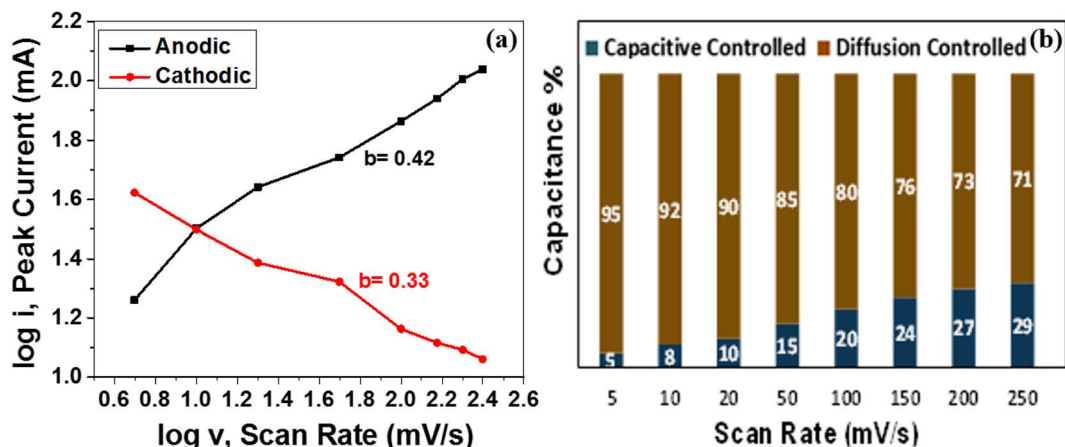 (a)
Anodic
Cathodic
b= 0.42
b= 0.33
log i, Peak Current (mA)
2.2
2.0
1.8
1.6
1.4
1.2
1.0
0.6 0.8 1.0 1.2 1.4 1.6 1.8 2.0 2.2 2.4 2.6
log v, Scan Rate (mV/s)
(b)
Capacitive Controlled Diffusion Controlled
Capacitance %
95 92 90 85 80 76 73 71
5 8 10 15 20 24 27 29
5 10 20 50 100 150 200 250
Scan Rate (mV/s)